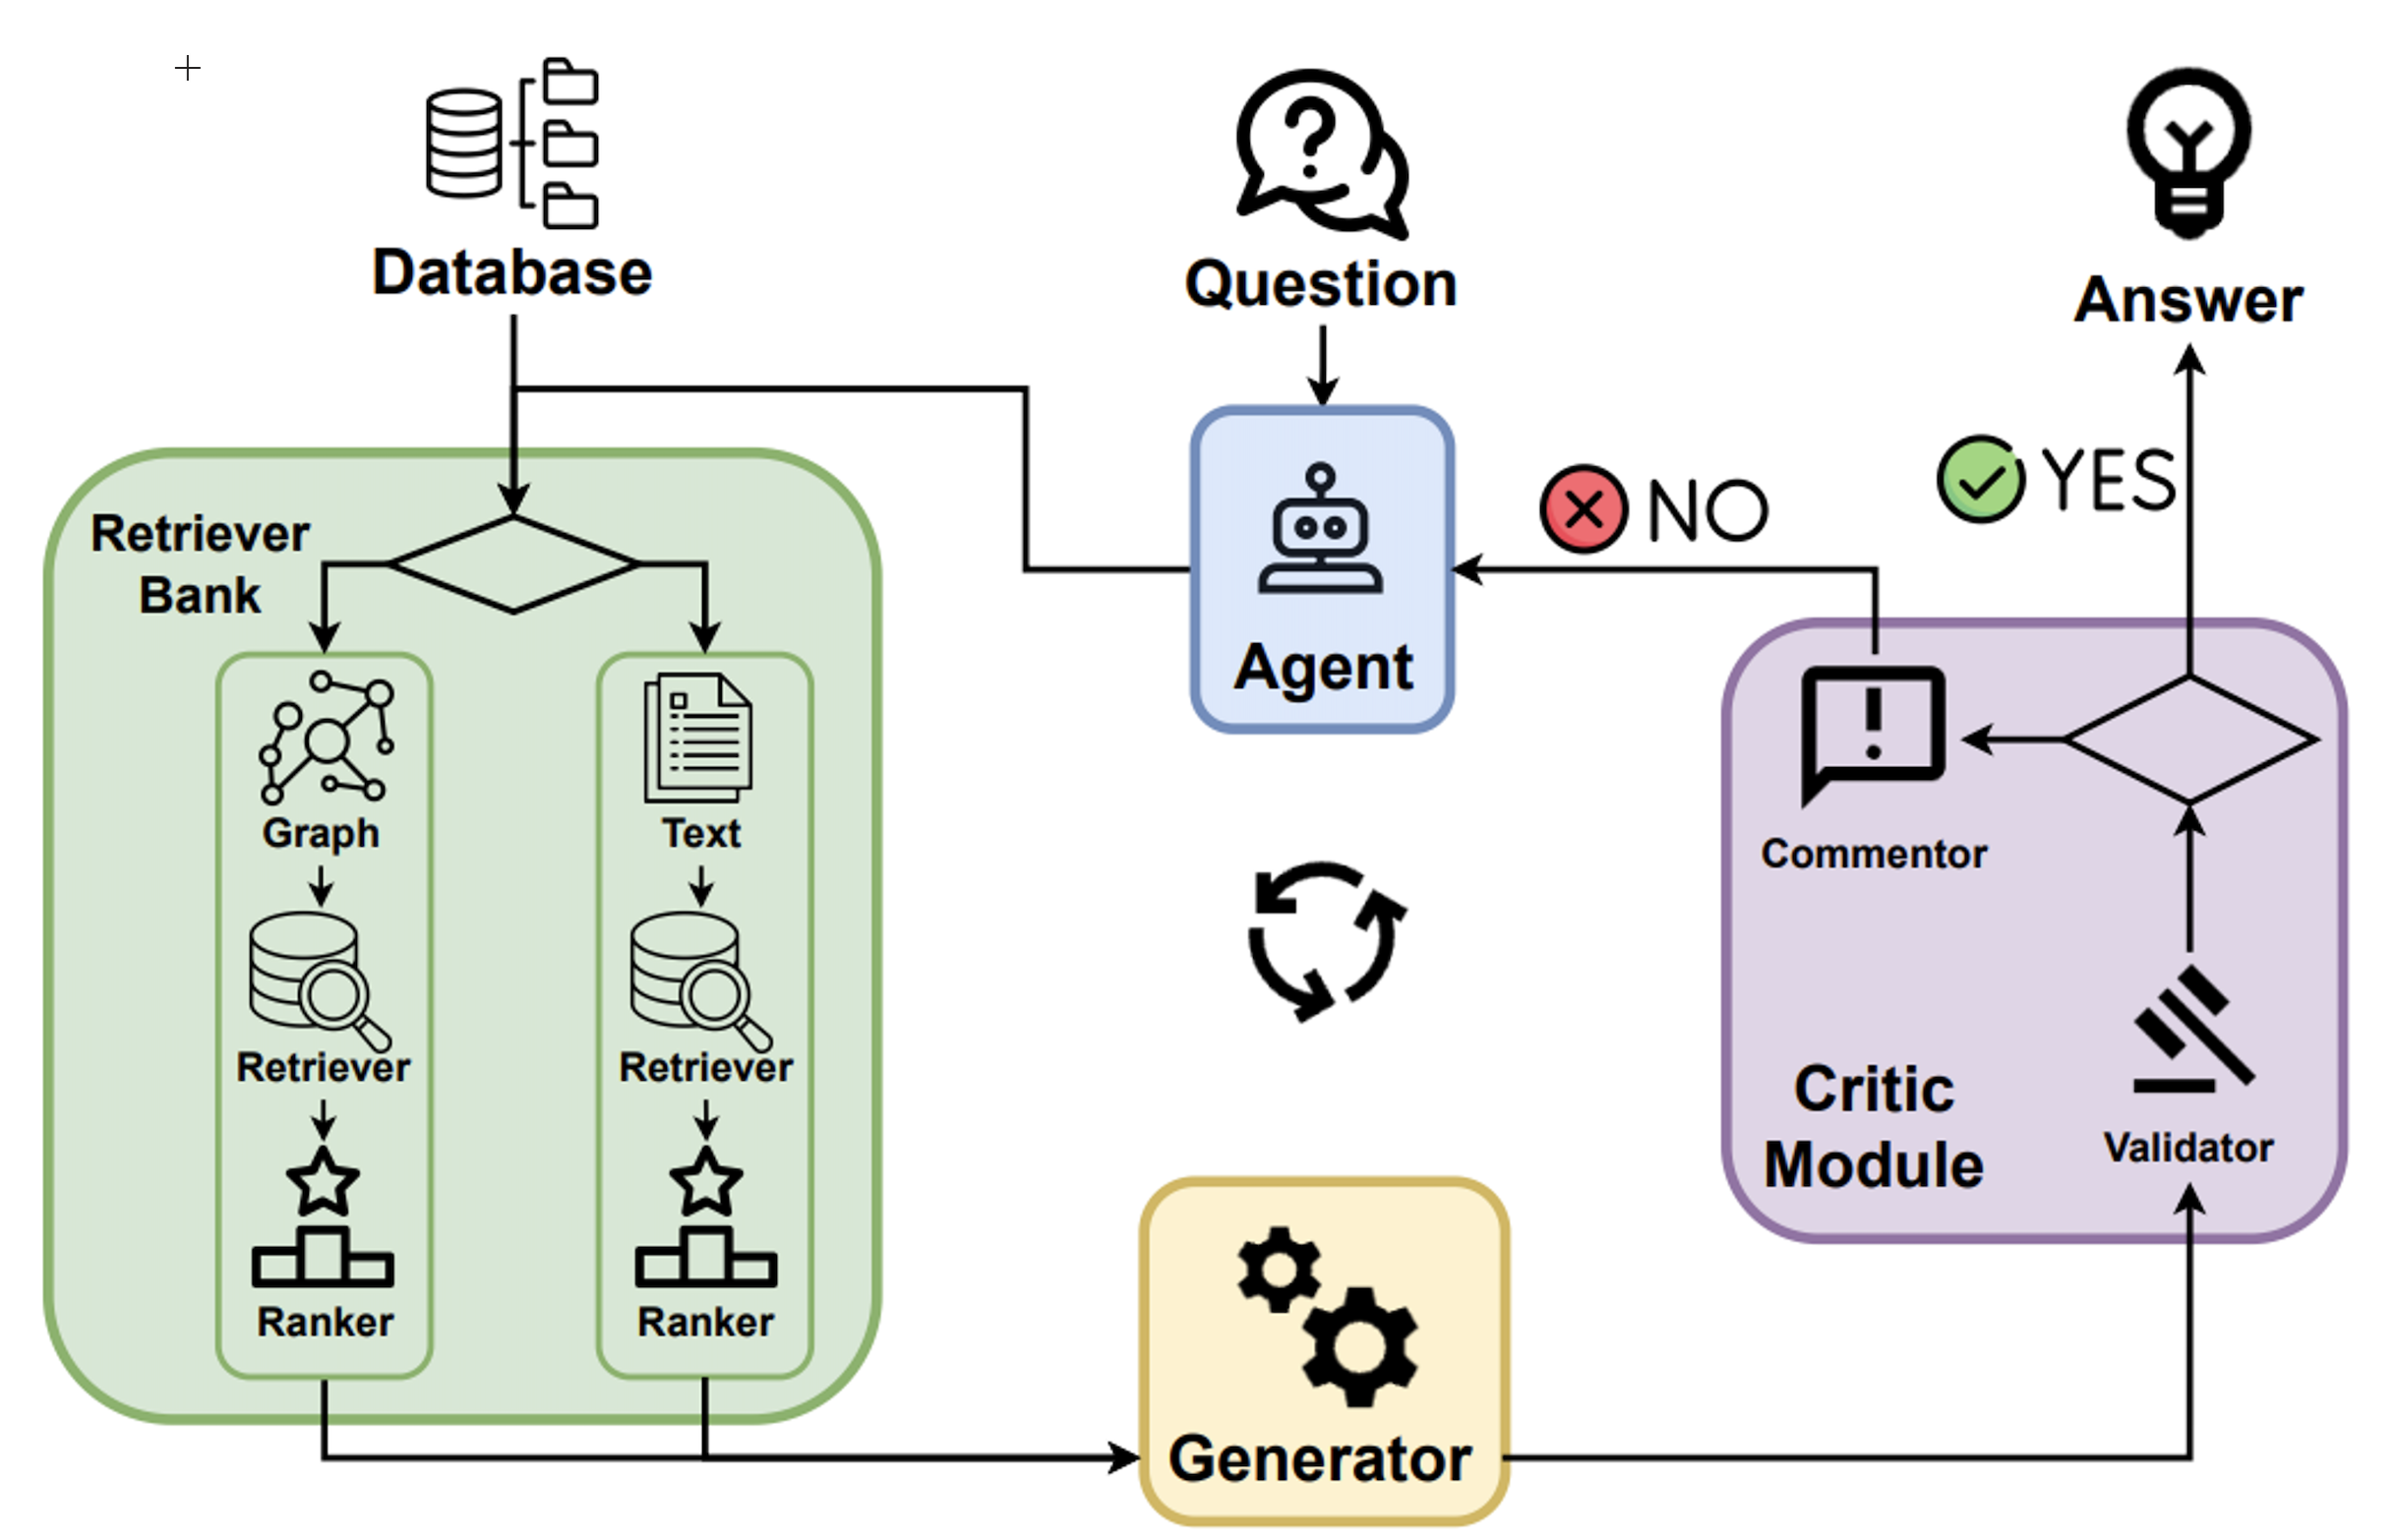 Database
Question
Answer
Retriever
Bank
NO
YES
Agent
Graph
Text
Commentor
Retriever
Retriever
Critic
Module
Validator
Ranker
Ranker
Generator